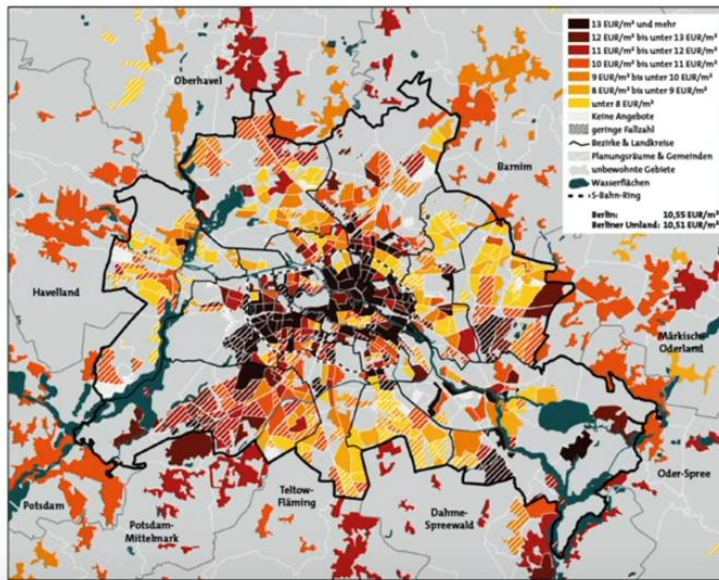 13 EUR/m² und mehr
12 EUR/m² bis unter 13 EUR/m²
11 EUR/m² bis unter 12 EUR/m²
10 EUR/m² bis unter 11 EUR/m²
9 EUR/m² bis unter 10 EUR/m²
8 EUR/m² bis unter 9 EUR/m²
unter 8 EUR/m²
Keine Angebote
geringe Fallzahl
Bezirke & Landkreise
Planungsräume & Gemeinden
unbewohnte Gebiete
Wasserflächen
S-Bahn-Ring
Berlin: 10,55 EUR/m²
Berliner Umland: 10,51 EUR/m²
Oberhavel
Barnim
Havelland
Märkische-
Oderland
Oder-Spree
Potsdam
Potsdam-
Mittelmark
Teltow-
Fläming
Dahme-
Spreewald